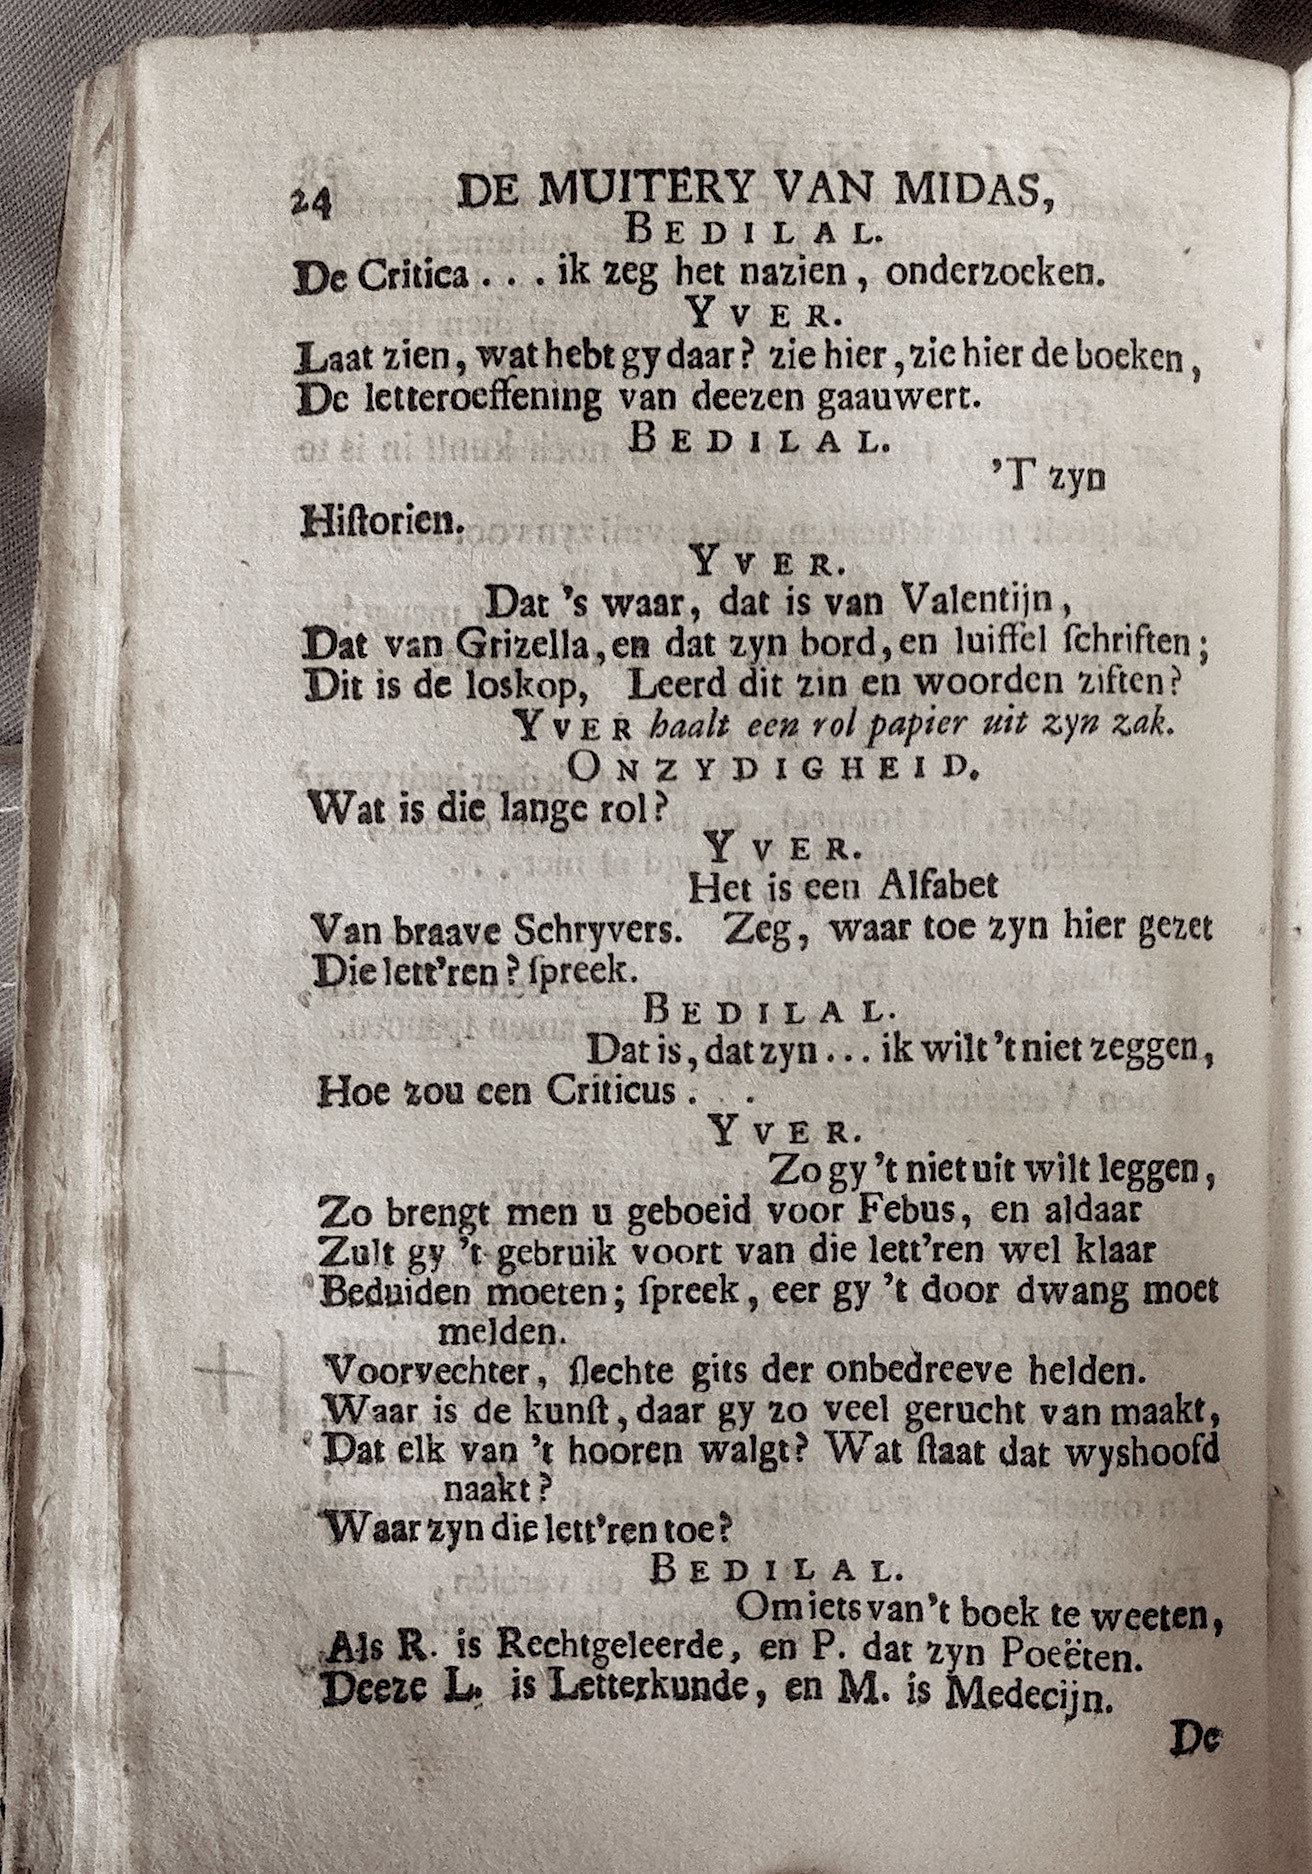 24 DE MUITERY VAN MIDAS,
BEDILAL.
De Critica . . . ik zeg het nazien, onderzoeken.
YVER.
Laat zien, wat hebt gy daar? zie hier, zie hier de boeken,
De letteroeffening van deezen gaauwert.
BEDILAL.
'T zyn
Hiſtorien.
YVER.
Dat 's waar, dat is van Valentijn,
Dat van Grizella, en dat zyn bord, en luiffel ſchriften;
Dit is de loskop, Leerd dit zin en woorden ziften?
YVER haalt een rol papier uit zyn zak.
ONZYDIGHEID.
Wat is die lange rol?
YVER.
Het is een Alfabet
Van braave Schryvers. Zeg, waar toe zyn hier gezet
Die lett'ren? ſpreek.
BEDILAL.
Dat is, dat zyn... ik wilt 't niet zeggen,
Hoe zou een Criticus . . .
YVER.
Zo gy 't niet uit wilt leggen,
Zo brengt men u geboeid voor Febus, en aldaar
Zult gy 't gebruik voort van die lett'ren wel klaar
Beduiden moeten; ſpreek, eer gy 't door dwang moet
melden.
Voorvechter, ſlechte gits der onbedreeve helden.
Waar is de kunſt, daar gy zo veel gerucht van maakt,
Dat elk van 't hooren walgt? Wat ſtaat dat wyshoofd
naakt?
Waar zyn die lett'ren toe?
BEDILAL.
Om iets van 't boek te weeten,
Als R. is Rechtgeleerde, en P. dat zyn Poeëten.
Deeze L. is Letterkunde, en M. is Medecijn.
De